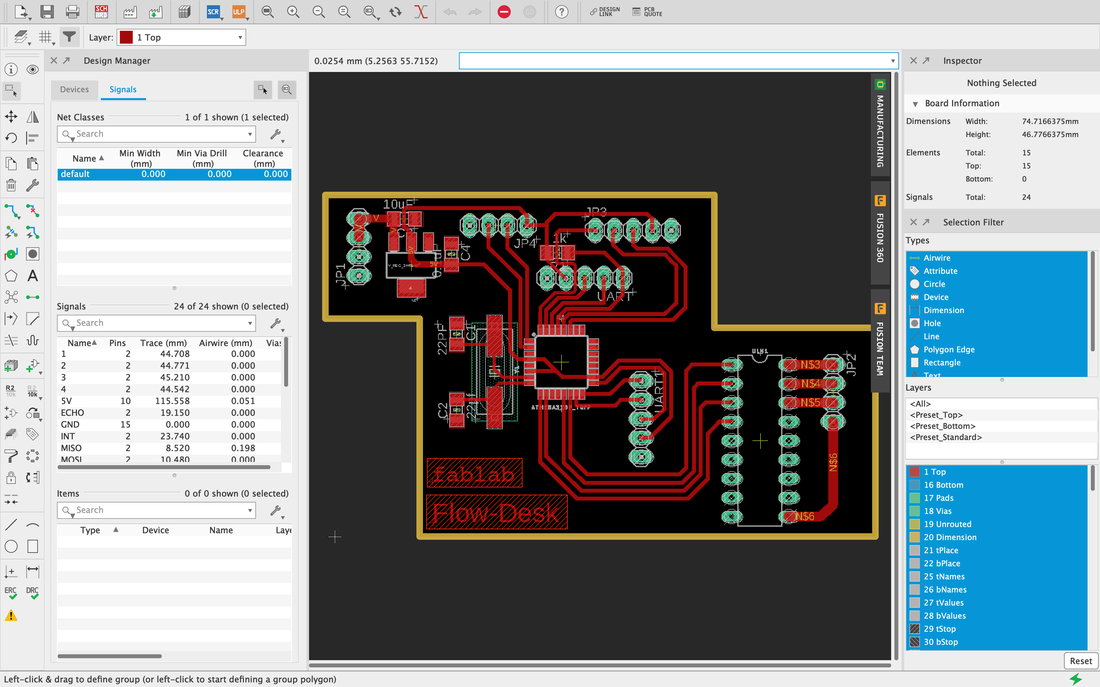 SCH
SCR
ULP
DESIGN LINK
PCB QUOTE
Layer: 1 Top
Design Manager
Devices
Signals
Net Classes
1 of 1 shown (1 selected)
Search
Name Min Width (mm) Min Via Drill (mm) Clearance (mm)
default 0.000 0.000 0.000
Signals
24 of 24 shown (0 selected)
Search
Name Pins Trace (mm) Airwire (mm) Vias
1 2 44.708 0.000
2 2 44.771 0.000
3 2 45.210 0.000
4 2 44.542 0.000
5V 10 115.558 0.051
ECHO 2 19.150 0.000
GND 15 0.000 0.000
INT 2 23.740 0.000
MISO 2 8.520 0.198
MOSI 2 10.480 0.000
Items
0 of 0 shown (0 selected)
Search
Type Device Name Laye
R2
10k
ERC
DRC
0.0254 mm (5.2563 55.7152)
10uF
JP1
C4
JP4
JP3
1k
UART
22PF
C1
C2
22pf
UART1
ULN1
JP2
N$3
N$4
N$5
N$6
N$6
fablab
Flow-Desk
MANUFACTURING
FUSION 360
FUSION TEAM
Inspector
Nothing Selected
Board Information
Dimensions Width: 74.7166375mm
Height: 46.7766375mm
Elements Total: 15
Top: 15
Bottom: 0
Signals Total: 24
Selection Filter
Types
Airwire
Attribute
Circle
Device
Dimension
Hole
Line
Polygon Edge
Rectangle
Text
Layers
<All>
<Preset_Top>
<Preset_Bottom>
<Preset_Standard>
1 Top
16 Bottom
17 Pads
18 Vias
19 Unrouted
20 Dimension
21 tPlace
22 bPlace
25 tNames
26 bNames
27 tValues
28 bValues
29 tStop
30 bStop
Reset
Left-click & drag to define group (or left-click to start defining a group polygon)